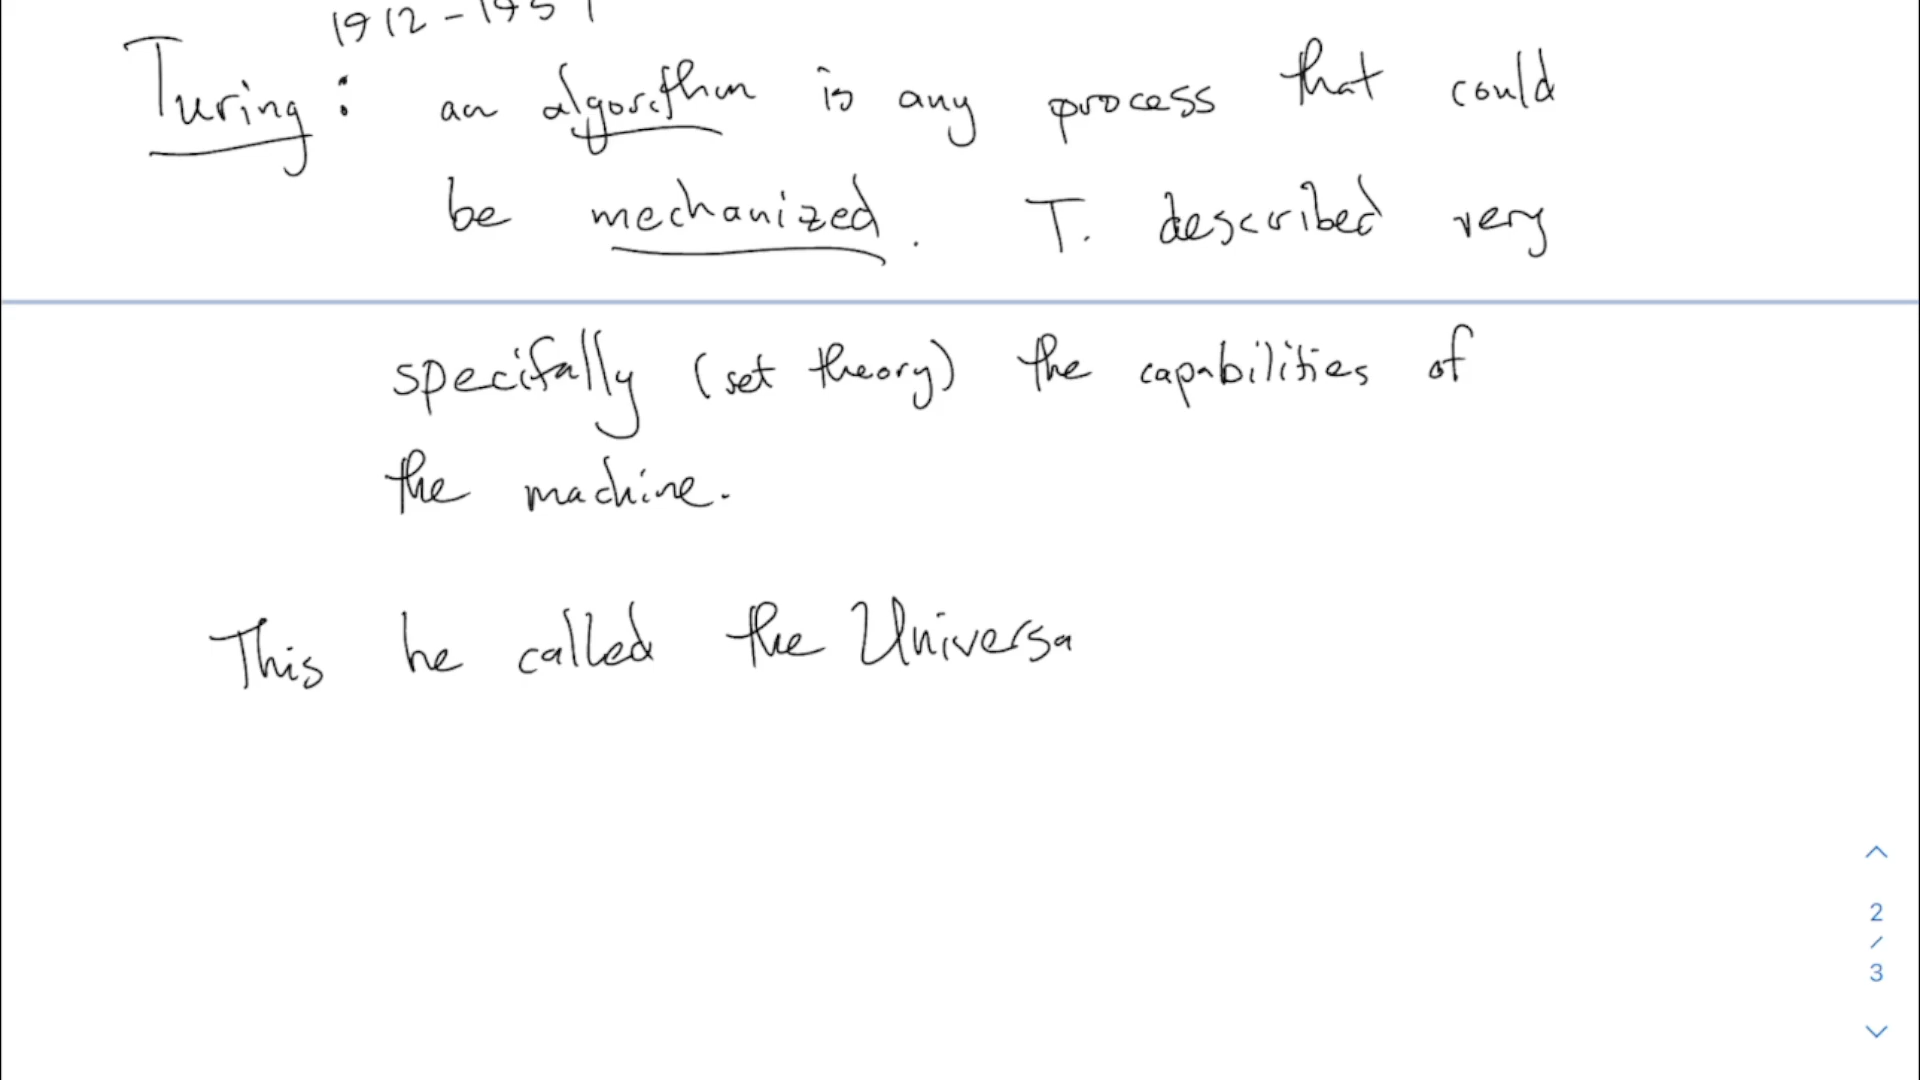 1912 - 195
Turing: an algorithm is any process that could
be mechanized. T. described very
specifally (set theory) the capabilities of
the machine.
This he called the Universa
2
/
3